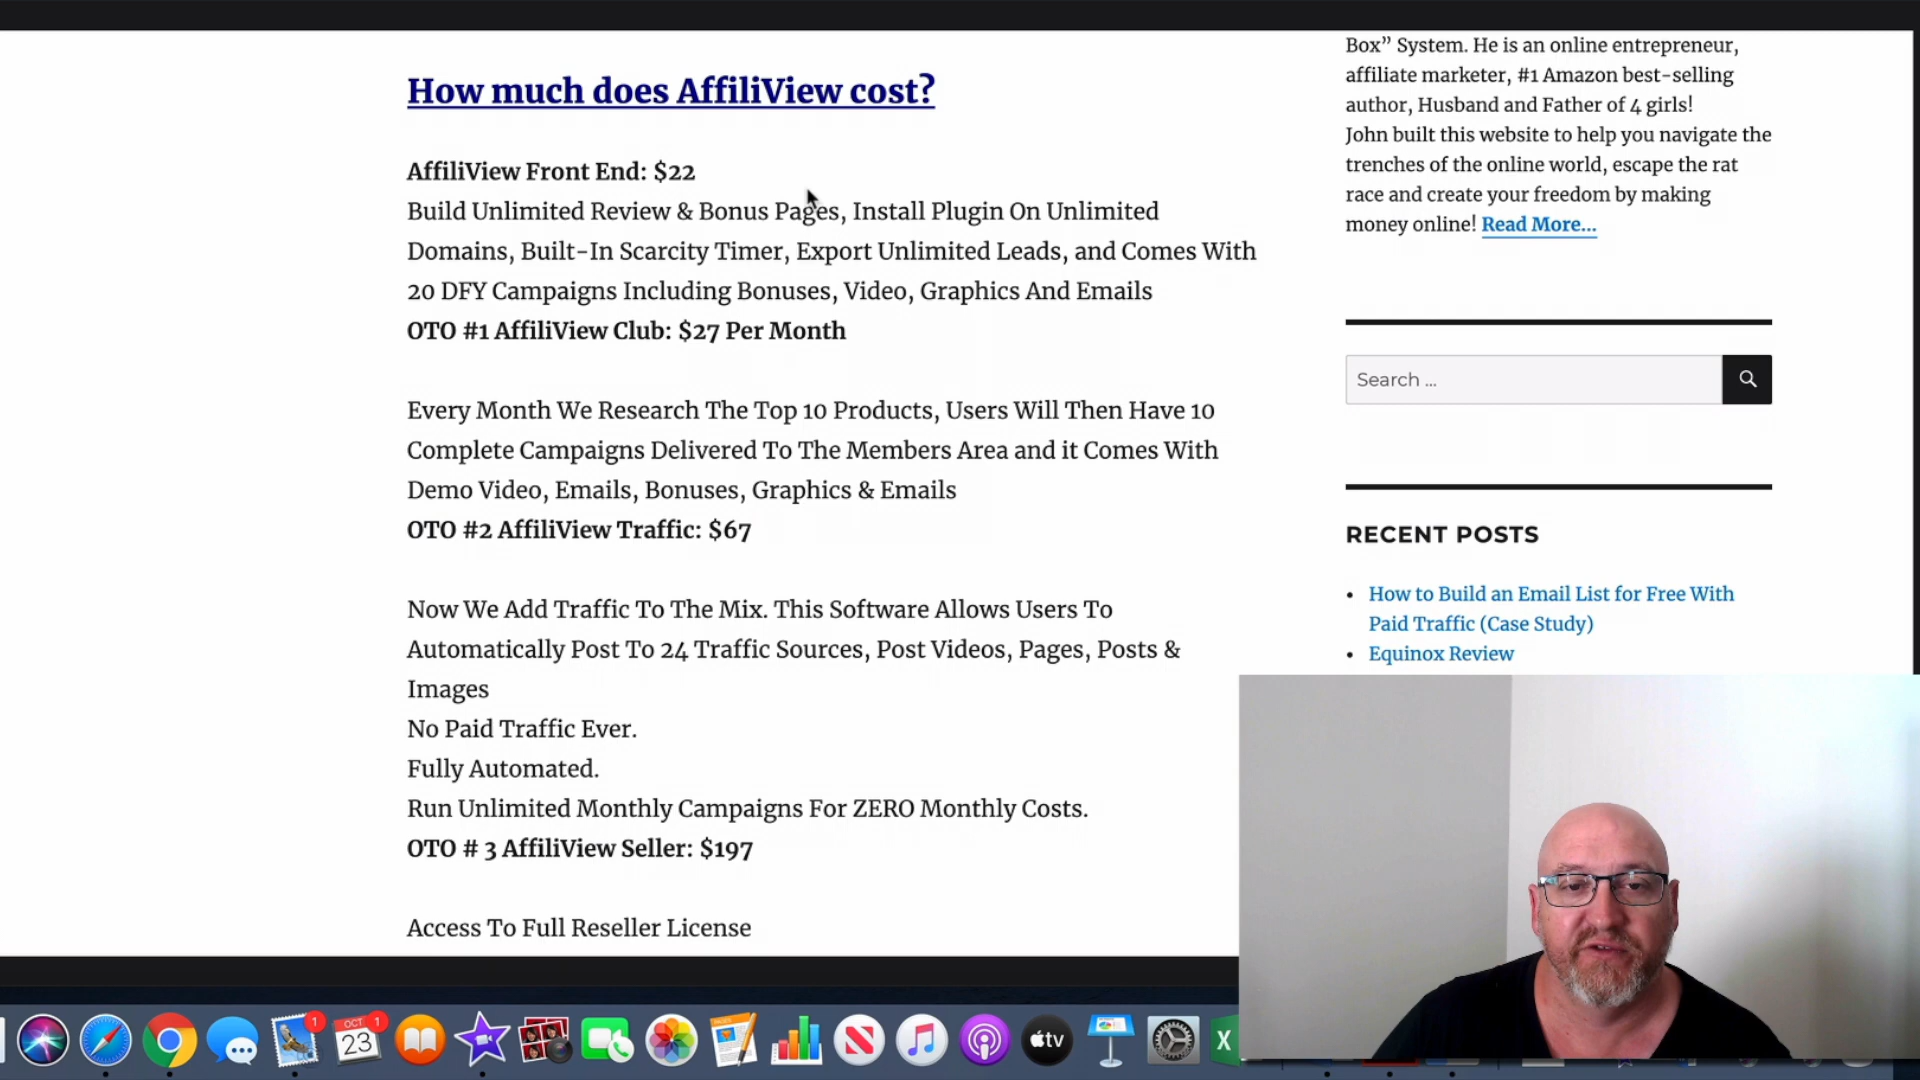 How much does AffiliView cost?
AffiliView Front End: $22
Build Unlimited Review & Bonus Pages, Install Plugin On Unlimited
Domains, Built-In Scarcity Timer, Export Unlimited Leads, and Comes With
20 DFY Campaigns Including Bonuses, Video, Graphics And Emails
OTO #1 AffiliView Club: $27 Per Month
Every Month We Research The Top 10 Products, Users Will Then Have 10
Complete Campaigns Delivered To The Members Area and it Comes With
Demo Video, Emails, Bonuses, Graphics & Emails
OTO #2 AffiliView Traffic: $67
Now We Add Traffic To The Mix. This Software Allows Users To
Automatically Post To 24 Traffic Sources, Post Videos, Pages, Posts &
Images
No Paid Traffic Ever.
Fully Automated.
Run Unlimited Monthly Campaigns For ZERO Monthly Costs.
OTO # 3 AffiliView Seller: $197
Access To Full Reseller License
Box” System. He is an online entrepreneur,
affiliate marketer, #1 Amazon best-selling
author, Husband and Father of 4 girls!
John built this website to help you navigate the
trenches of the online world, escape the rat
race and create your freedom by making
money online! Read More...
Search …
RECENT POSTS
How to Build an Email List for Free With
Paid Traffic (Case Study)
Equinox Review
1
OCT 1
23
tv
X